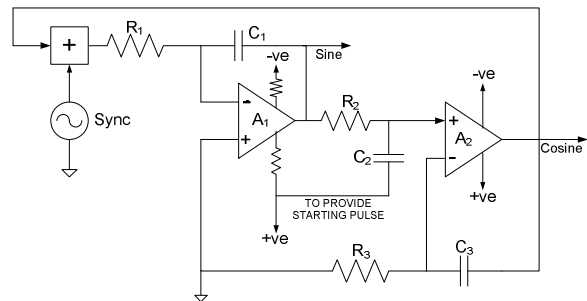 +
R1
C1
Sine
-ve
Sync
-
A1
+
R2
C2
TO PROVIDE
STARTING PULSE
+ve
-ve
+
A2
-
Cosine
+ve
R3
C3